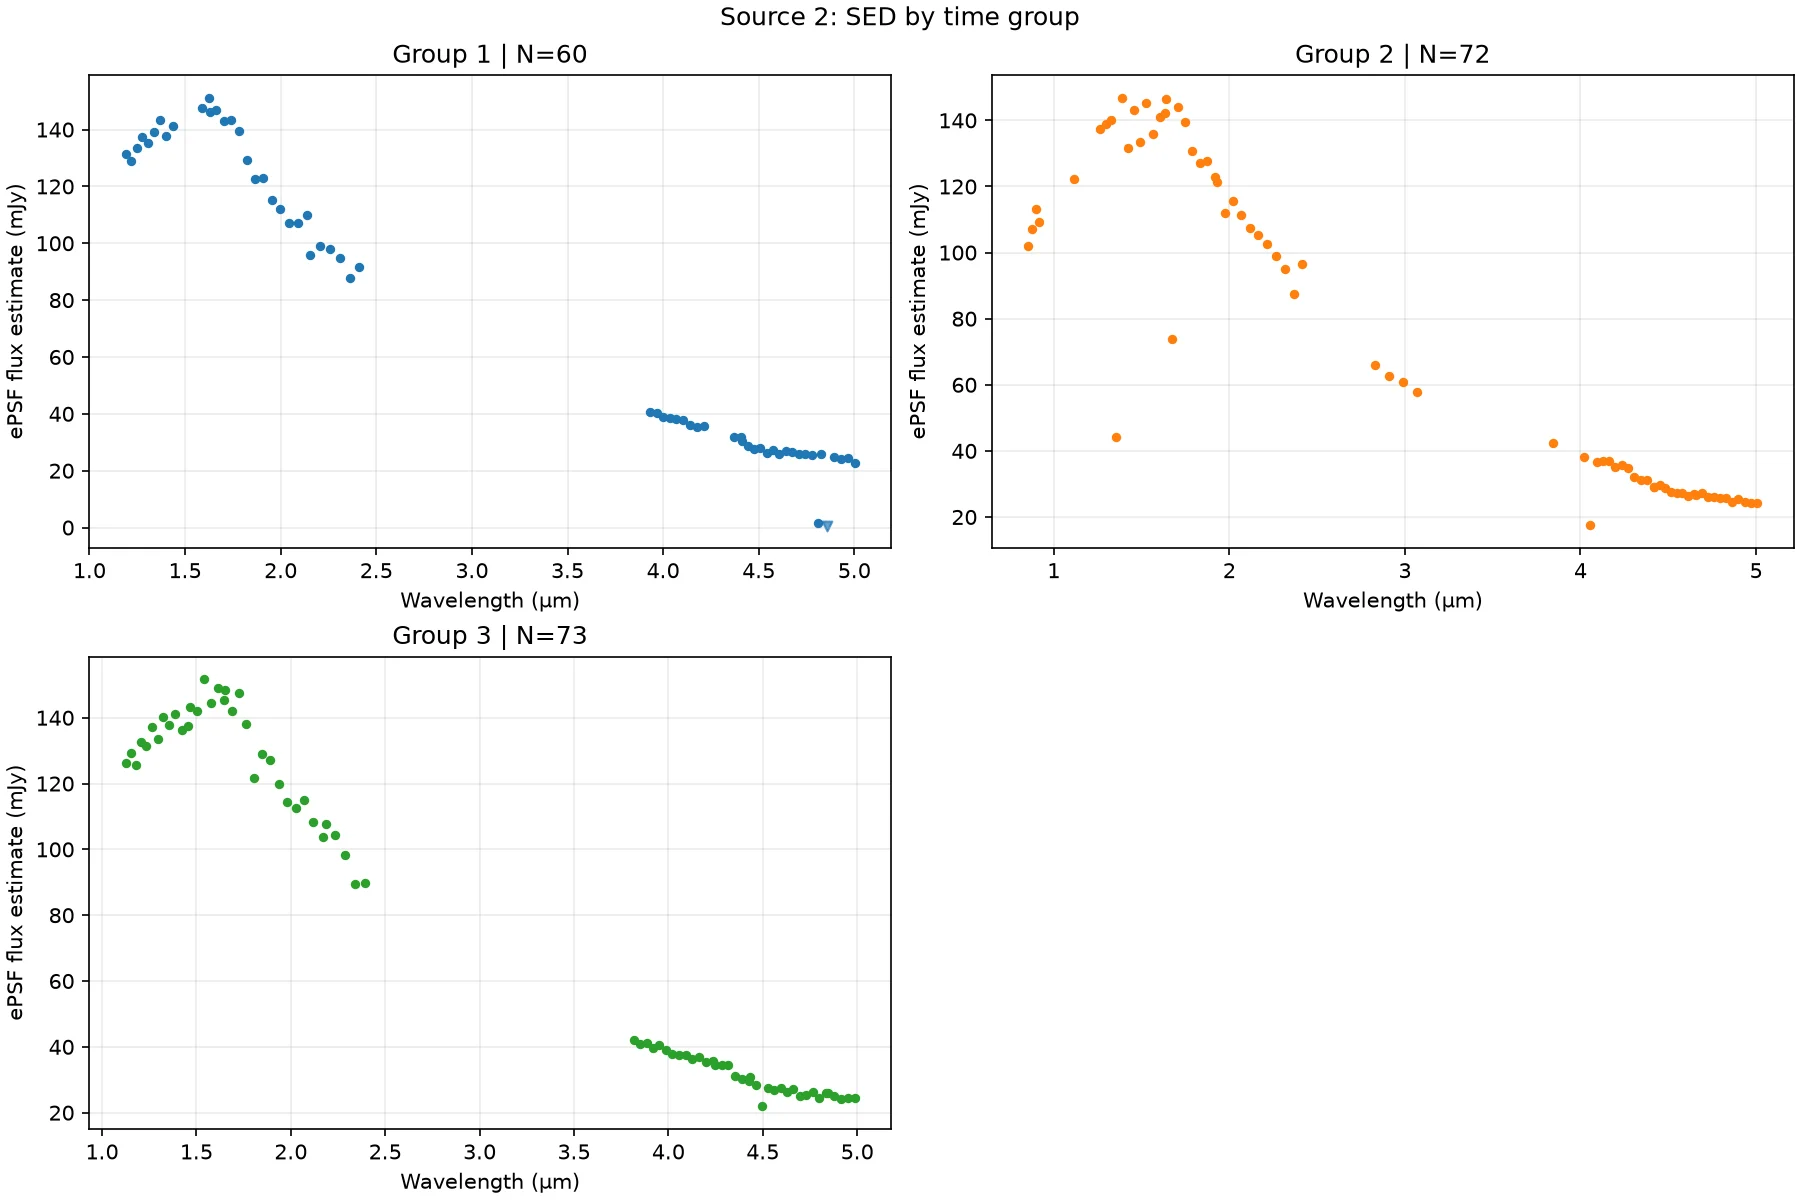 Source 2: SED by time group
Group 1 | N=60
ePSF flux estimate (mJy)
140
120
100
80
60
40
20
0
1.0 1.5 2.0 2.5 3.0 3.5 4.0 4.5 5.0
Wavelength (μm)
Group 2 | N=72
ePSF flux estimate (mJy)
140
120
100
80
60
40
20
1 2 3 4 5
Wavelength (μm)
Group 3 | N=73
ePSF flux estimate (mJy)
140
120
100
80
60
40
20
1.0 1.5 2.0 2.5 3.0 3.5 4.0 4.5 5.0
Wavelength (μm)